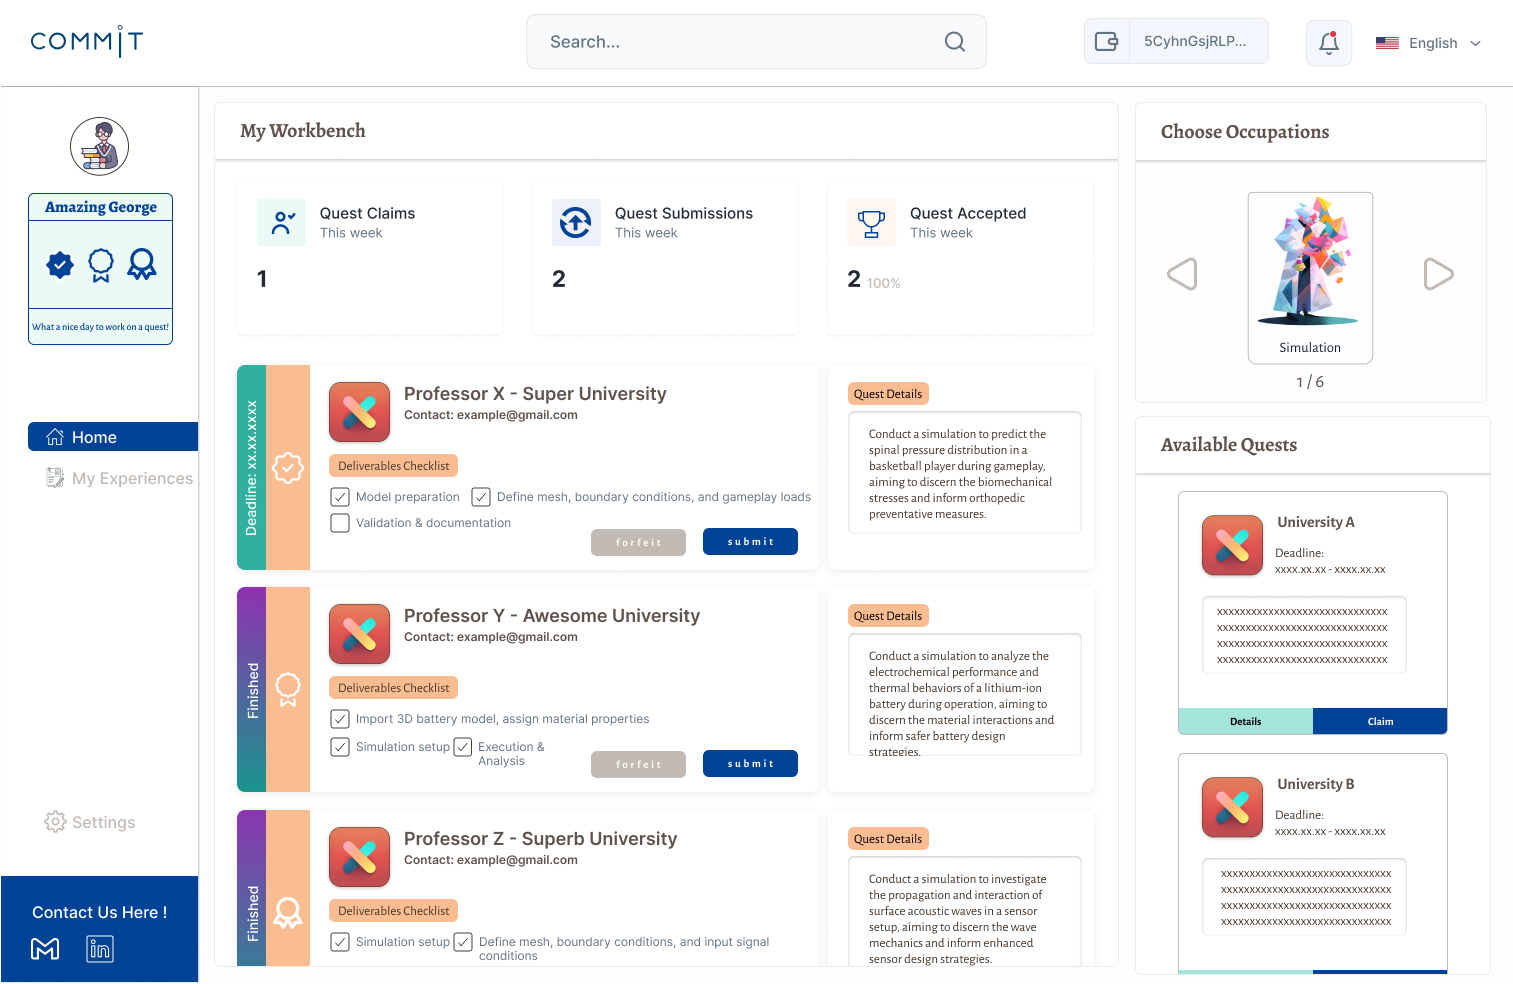 COMMIT
Search...
5CyhnGsjRLP...
English
Amazing George
What a nice day to work on a quest!
Home
My Experiences
Settings
Contact Us Here !
in
My Workbench
Quest Claims
This week
1
Quest Submissions
This week
2
Quest Accepted
This week
2 100%
Deadline: xx.xx.xxxx
Professor X - Super University
Contact: example@gmail.com
Deliverables Checklist
Model preparation
Define mesh, boundary conditions, and gameplay loads
Validation & documentation
forfeit
submit
Quest Details
Conduct a simulation to predict the
spinal pressure distribution in a
basketball player during gameplay,
aiming to discern the biomechanical
stresses and inform orthopedic
preventative measures.
Finished
Professor Y - Awesome University
Contact: example@gmail.com
Deliverables Checklist
Import 3D battery model, assign material properties
Simulation setup
Execution &
Analysis
forfeit
submit
Quest Details
Conduct a simulation to analyze the
electrochemical performance and
thermal behaviors of a lithium-ion
battery during operation, aiming to
discern the material interactions and
inform safer battery design
strategies.
Finished
Professor Z - Superb University
Contact: example@gmail.com
Deliverables Checklist
Simulation setup
Define mesh, boundary conditions, and input signal
conditions
Quest Details
Conduct a simulation to investigate
the propagation and interaction of
surface acoustic waves in a sensor
setup, aiming to discern the wave
mechanics and inform enhanced
sensor design strategies.
Choose Occupations
Simulation
1 / 6
Available Quests
University A
Deadline:
xxxx.xx.xx - xxxx.xx.xx
xxxxxxxxxxxxxxxxxxxxxxxxxxxxxx
xxxxxxxxxxxxxxxxxxxxxxxxxxxxxx
xxxxxxxxxxxxxxxxxxxxxxxxxxxxxx
xxxxxxxxxxxxxxxxxxxxxxxxxxxxxx
Details
Claim
University B
Deadline:
xxxx.xx.xx - xxxx.xx.xx
xxxxxxxxxxxxxxxxxxxxxxxxxxxxxx
xxxxxxxxxxxxxxxxxxxxxxxxxxxxxx
xxxxxxxxxxxxxxxxxxxxxxxxxxxxxx
xxxxxxxxxxxxxxxxxxxxxxxxxxxxxx